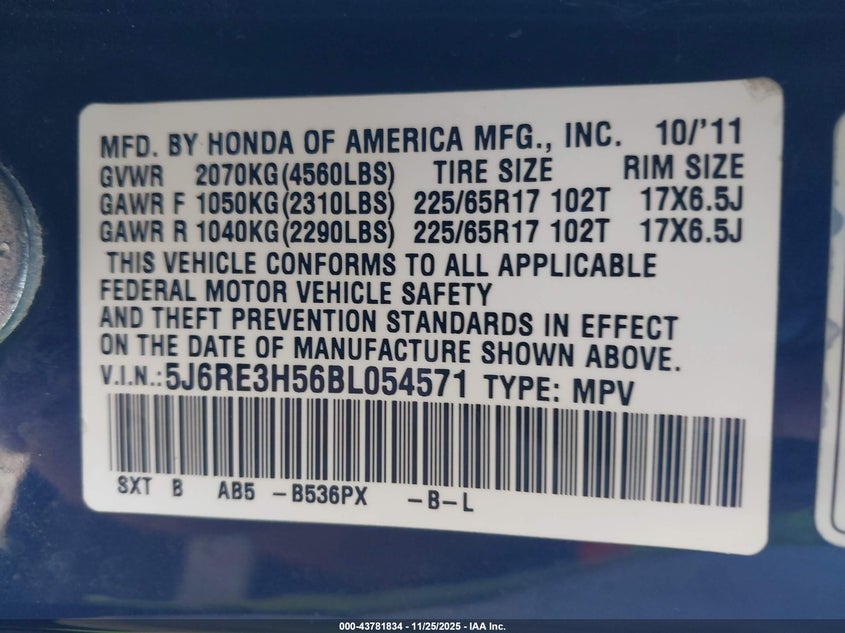 MFD. BY HONDA OF AMERICA MFG., INC. 10/'11
GVWR 2070KG(4560LBS) TIRE SIZE RIM SIZE
GAWR F 1050KG(2310LBS) 225/65R17 102T 17X6.5J
GAWR R 1040KG(2290LBS) 225/65R17 102T 17X6.5J
THIS VEHICLE CONFORMS TO ALL APPLICABLE
FEDERAL MOTOR VEHICLE SAFETY
AND THEFT PREVENTION STANDARDS IN EFFECT
ON THE DATE OF MANUFACTURE SHOWN ABOVE.
V.I.N.:5J6RE3H56BL054571 TYPE: MPV
SXT B AB5 -B536PX -B-L
000-43781834 - 11/25/2025 - IAA Inc.